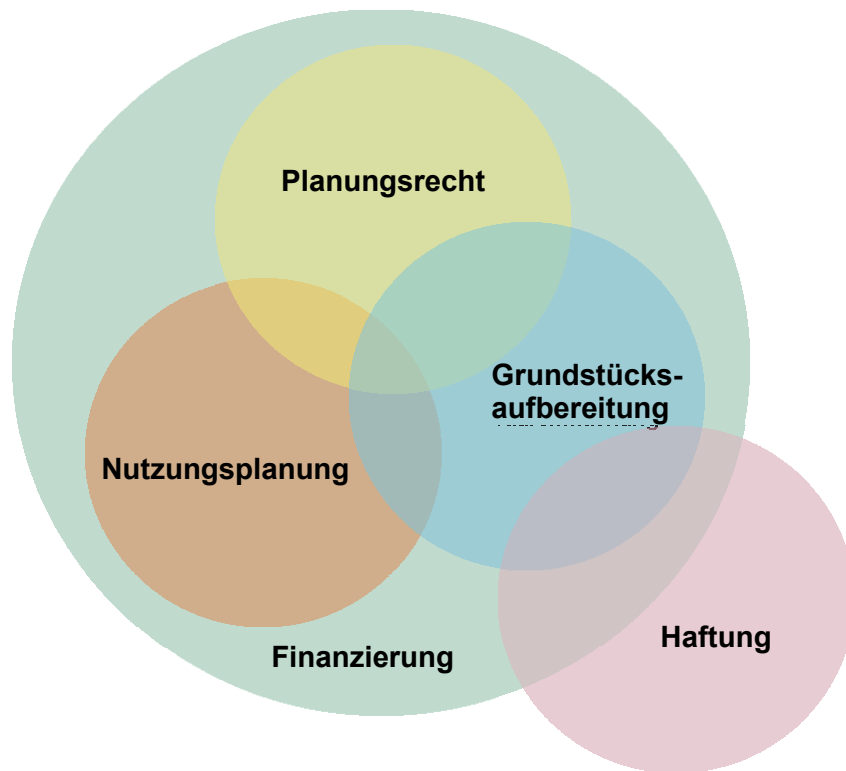 Planungsrecht
Grundstücks-
aufbereitung
Nutzungsplanung
Haftung
Finanzierung